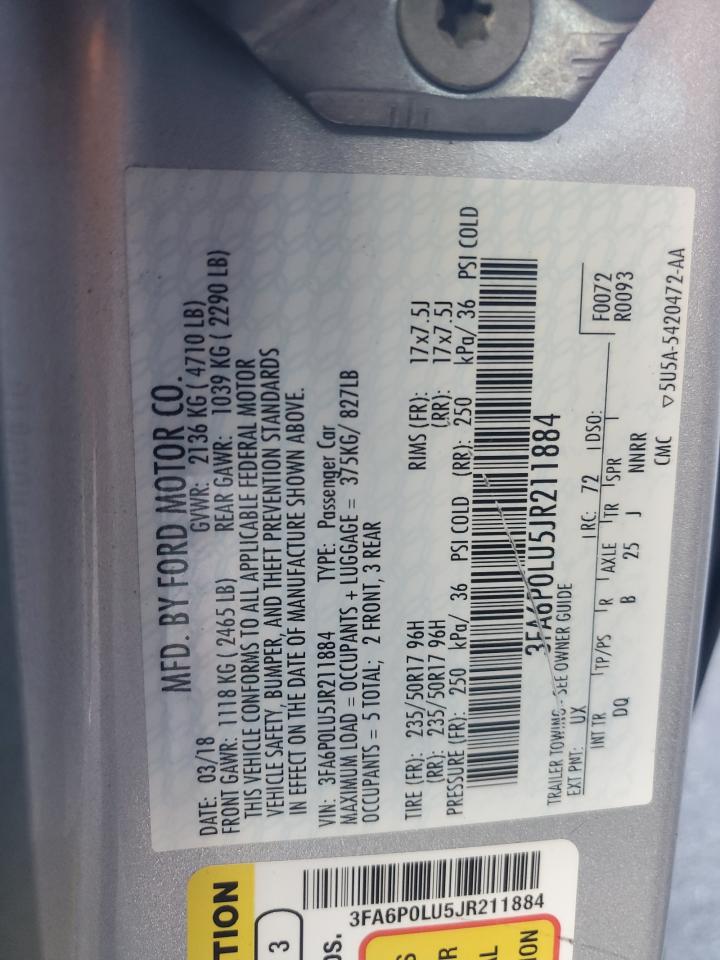 MFD. BY FORD MOTOR CO.
DATE: 03/18 GVWR: 2136 KG ( 4710 LB)
FRONT GAWR: 1118 KG ( 2465 LB) REAR GAWR: 1039 KG ( 2290 LB)
THIS VEHICLE CONFORMS TO ALL APPLICABLE FEDERAL MOTOR
VEHICLE SAFETY, BUMPER, AND THEFT PREVENTION STANDARDS
IN EFFECT ON THE DATE OF MANUFACTURE SHOWN ABOVE.
VIN: 3FA6P0LU5JR211884 TYPE: Passenger Car
MAXIMUM LOAD = OCCUPANTS + LUGGAGE = 375KG/ 827LB
OCCUPANTS = 5 TOTAL; 2 FRONT, 3 REAR
TIRE (FR): 235/50R17 96H RIMS (FR): 17x7.5J
(RR): 235/50R17 96H (RR): 17x7.5J
PRESSURE (FR): 250 kPa/ 36 PSI COLD (RR): 250 kPa/ 36 PSI COLD
3FA6P0LU5JR211884
TRAILER TOWING - SEE OWNER GUIDE
EXT PNT: UX RC: 72 DSO: F0072
INT TR TP/PS R AXLE TR SPR R0093
DQ B 25 J NNRR
CMC ▽5U5A-5420472-AA
TION
3
3FA6P0LU5JR211884
OS.
S
R
AL
ION